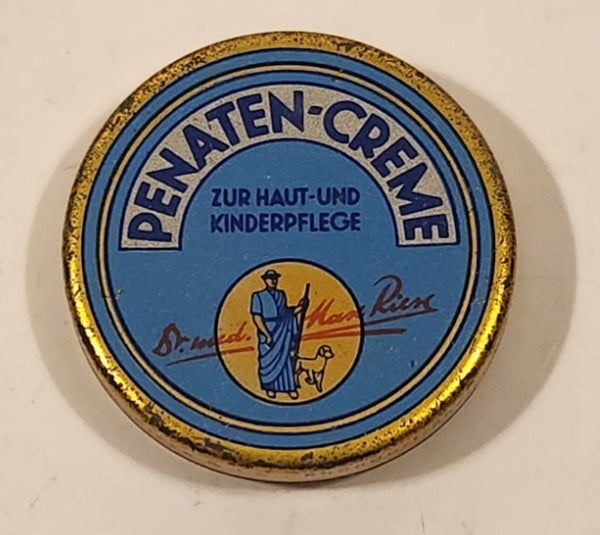 PENATEN-CREME
ZUR HAUT-UND
KINDERPFLEGE
Dr. med. Max Riese